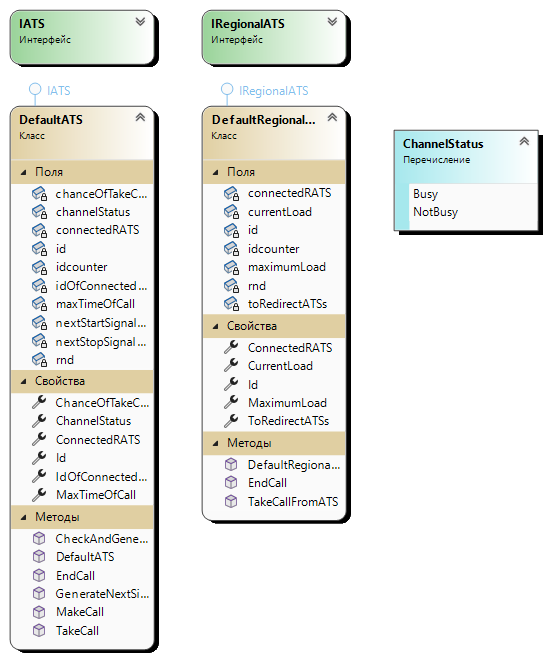 IATS
Интерфейс
IATS
DefaultATS
Класс
Поля
chanceOfTakeC...
channelStatus
connectedRATS
id
idcounter
idOfConnected...
maxTimeOfCall
nextStartSignal...
nextStopSignal...
rnd
Свойства
ChanceOfTakeC...
ChannelStatus
ConnectedRATS
Id
IdOfConnected...
MaxTimeOfCall
Методы
CheckAndGene...
DefaultATS
EndCall
GenerateNextSi...
MakeCall
TakeCall
IRegionalATS
Интерфейс
IRegionalATS
DefaultRegional...
Класс
Поля
connectedRATS
currentLoad
id
idcounter
maximumLoad
rnd
toRedirectATSs
Свойства
ConnectedRATS
CurrentLoad
Id
MaximumLoad
ToRedirectATSs
Методы
DefaultRegiona...
EndCall
TakeCallFromATS
ChannelStatus
Перечисление
Busy
NotBusy